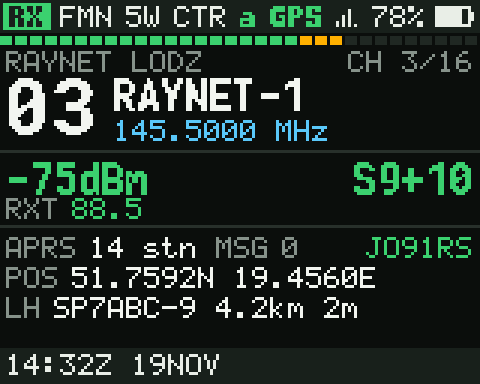 RX FMN 5W CTR a GPS 78%
RAYNET LODZ CH 3/16
03 RAYNET-1
145.5000 MHz
-75dBm S9+10
RXT 88.5
APRS 14 stn MSG 0 JO91RS
POS 51.7592N 19.4560E
LH SP7ABC-9 4.2km 2m
14:32Z 19NOV